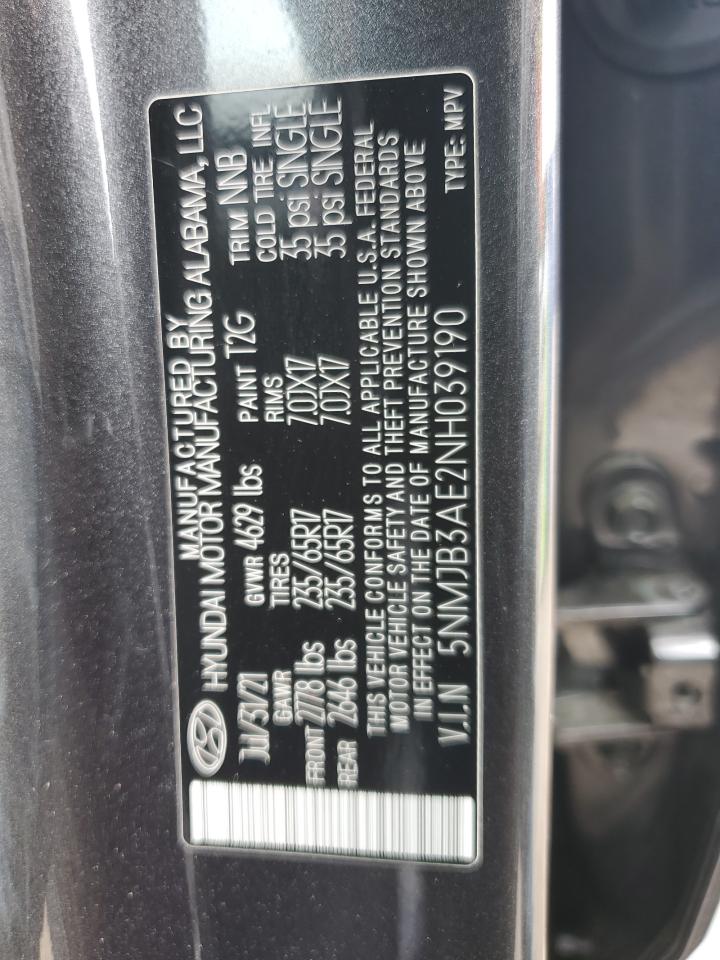 MANUFACTURED BY
HYUNDAI MOTOR MANUFACTURING ALABAMA, LLC
GVWR 4629 lbs PAINT T2G TRIM NNB
GAWR TIRES RIMS COLD TIRE INFL
FRONT 2778 lbs 235/65R17 7.0JX17 35 psi SINGLE
REAR 2646 lbs 235/65R17 7.0JX17 35 psi SINGLE
THIS VEHICLE CONFORMS TO ALL APPLICABLE U.S.A. FEDERAL
MOTOR VEHICLE SAFETY AND THEFT PREVENTION STANDARDS
IN EFFECT ON THE DATE OF MANUFACTURE SHOWN ABOVE
V.I.N 5NMJB3AE2NH039190 TYPE: MPV